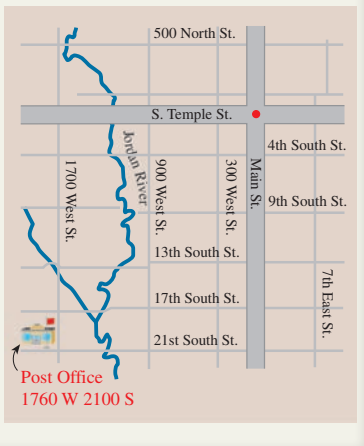 500 North St.
S. Temple St.
4th South St.
Jordan River
1700 West St.
900 West St.
300 West St.
Main St.
9th South St.
13th South St.
7th East St.
17th South St.
21st South St.
Post Office
1760 W 2100 S